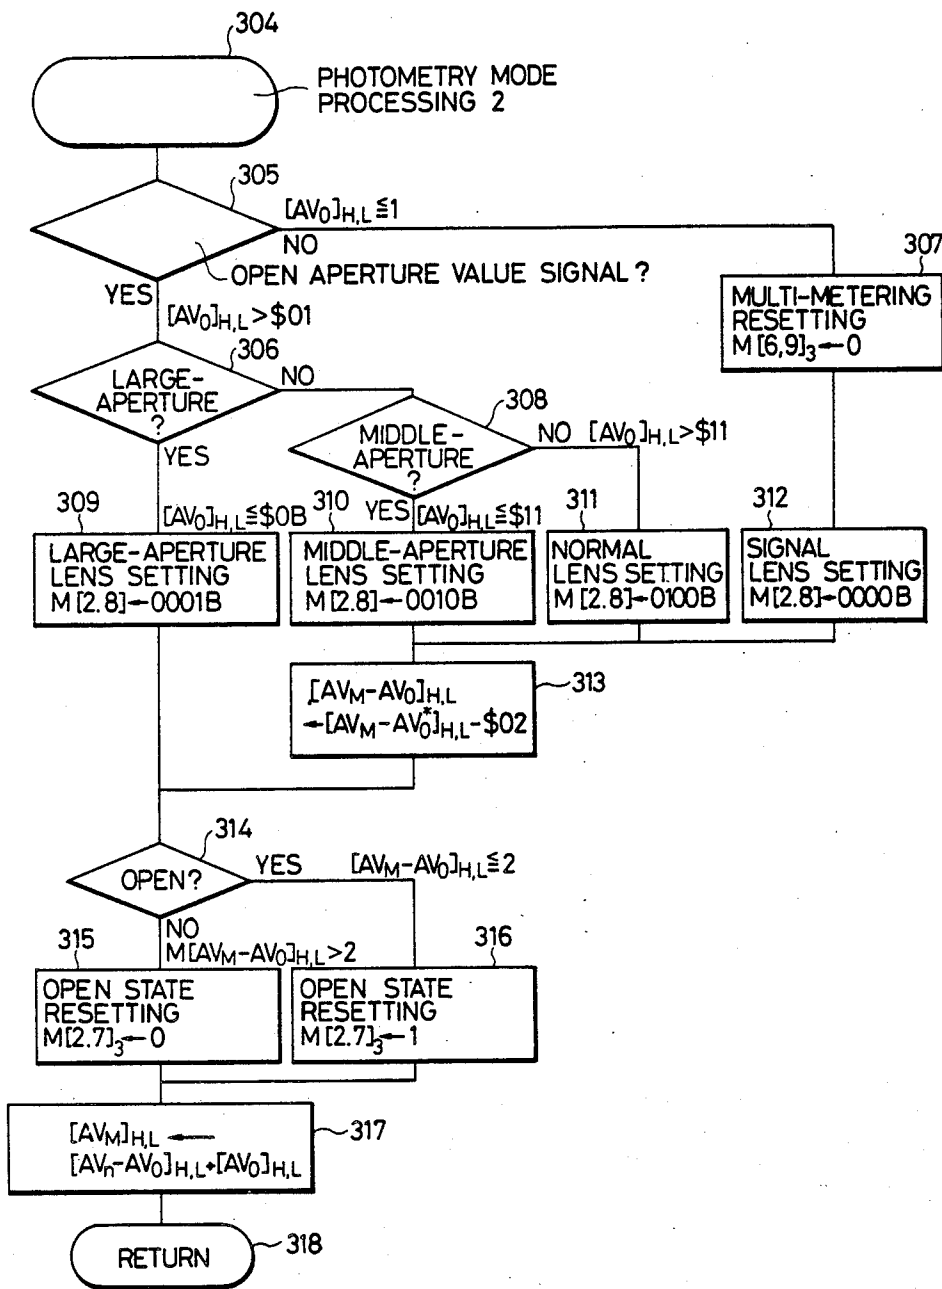 304
PHOTOMETRY MODE
PROCESSING 2
305
[AV0]H,L≦1
NO
OPEN APERTURE VALUE SIGNAL?
YES
[AV0]H,L>$01
307
MULTI-METERING
RESETTING
M[6,9]3←0
306
LARGE-
APERTURE
?
NO
YES
308
MIDDLE-
APERTURE
?
NO [AV0]H,L>$11
309
[AV0]H,L≦$0B
310
YES [AV0]H,L≦$11
311
312
LARGE-APERTURE
LENS SETTING
M[2.8]←0001B
MIDDLE-APERTURE
LENS SETTING
M[2.8]←0010B
NORMAL
LENS SETTING
M[2.8]←0100B
SIGNAL
LENS SETTING
M[2.8]←0000B
[AVM-AV0]H,L
←[AVM-AV0*]H,L-$02
313
314
OPEN?
YES [AVM-AV0]H,L≦2
NO
M[AVM-AV0]H,L>2
315
316
OPEN STATE
RESETTING
M[2.7]3←0
OPEN STATE
RESETTING
M[2.7]3←1
[AVM]H,L ←
[AVn-AV0]H,L+[AV0]H,L
317
RETURN
318